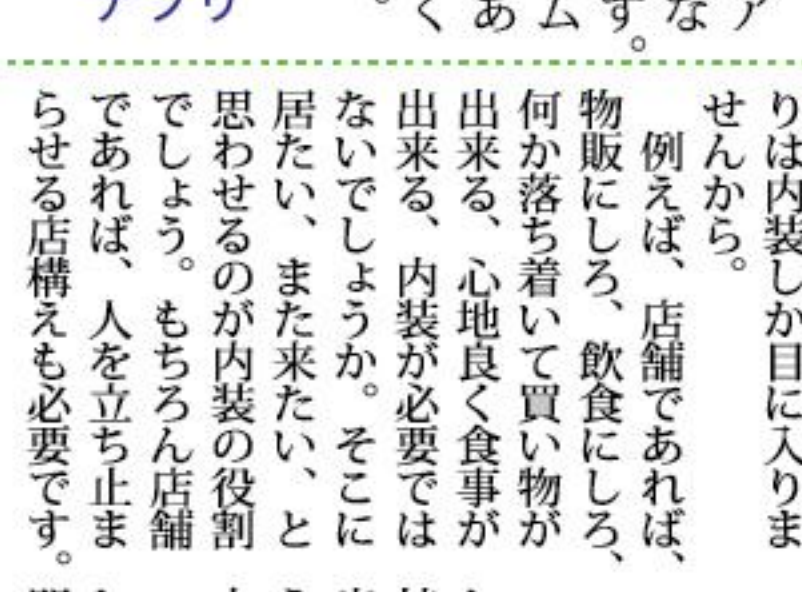 りは内装しか目に入りま
せんから。
例えば、店舗であれば、
物販にしろ、飲食にしろ、
何か落ち着いて買い物が
出来る、心地良く食事が
出来る、内装が必要では
ないでしょうか。そこに
居たい、また来たい、と
思わせるのが内装の役割
でしょう。もちろん店舗
であれば、人を立ち止ま
らせる店構えも必要です。